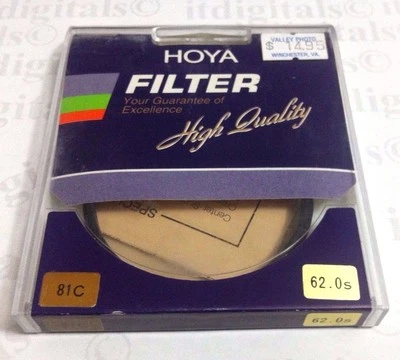 itdigitals©
HOYA
VALLEY PHOTO
$ 14.95
WINCHESTER, VA.
FILTER
Your Guarantee of
Excellence
High Quality
81C
62.0s
62.0s